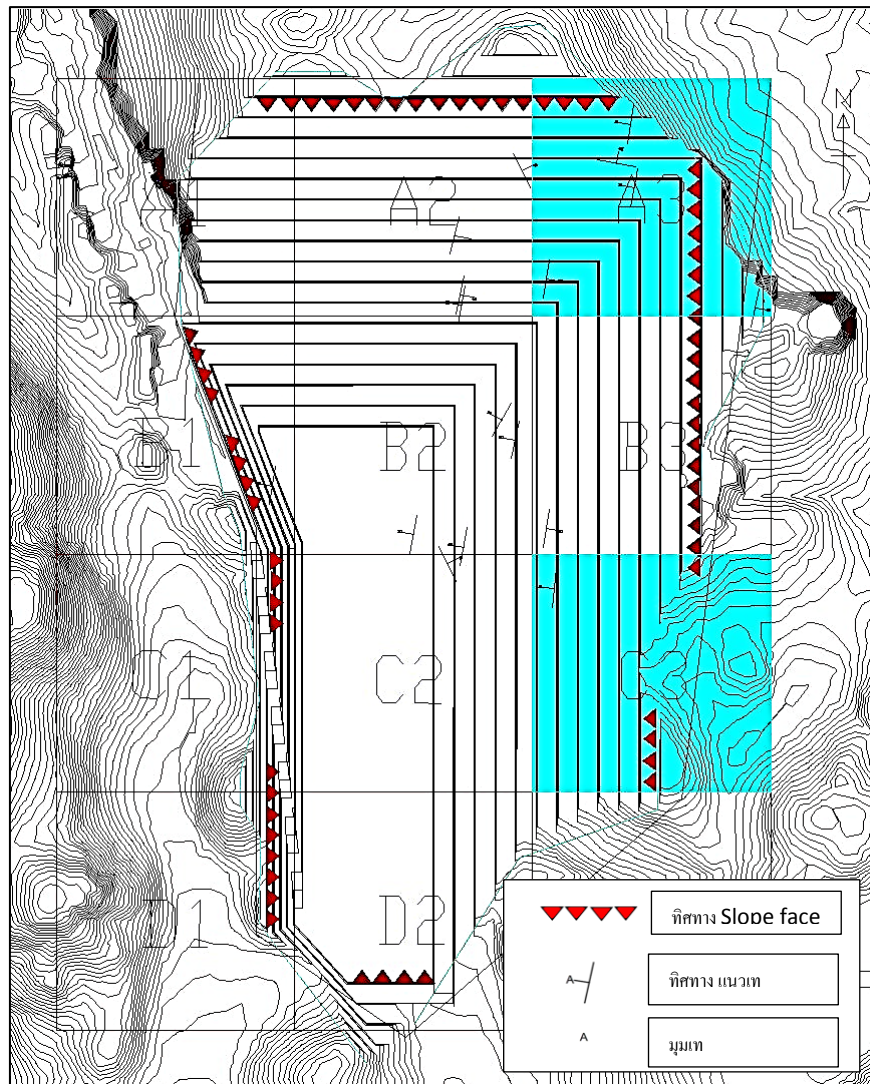 N
A1
A2
A3
B1
B2
B3
C1
C2
C3
D1
D2
ทิศทาง Slope face
A
ทิศทาง แนวเท
A
มุมเท